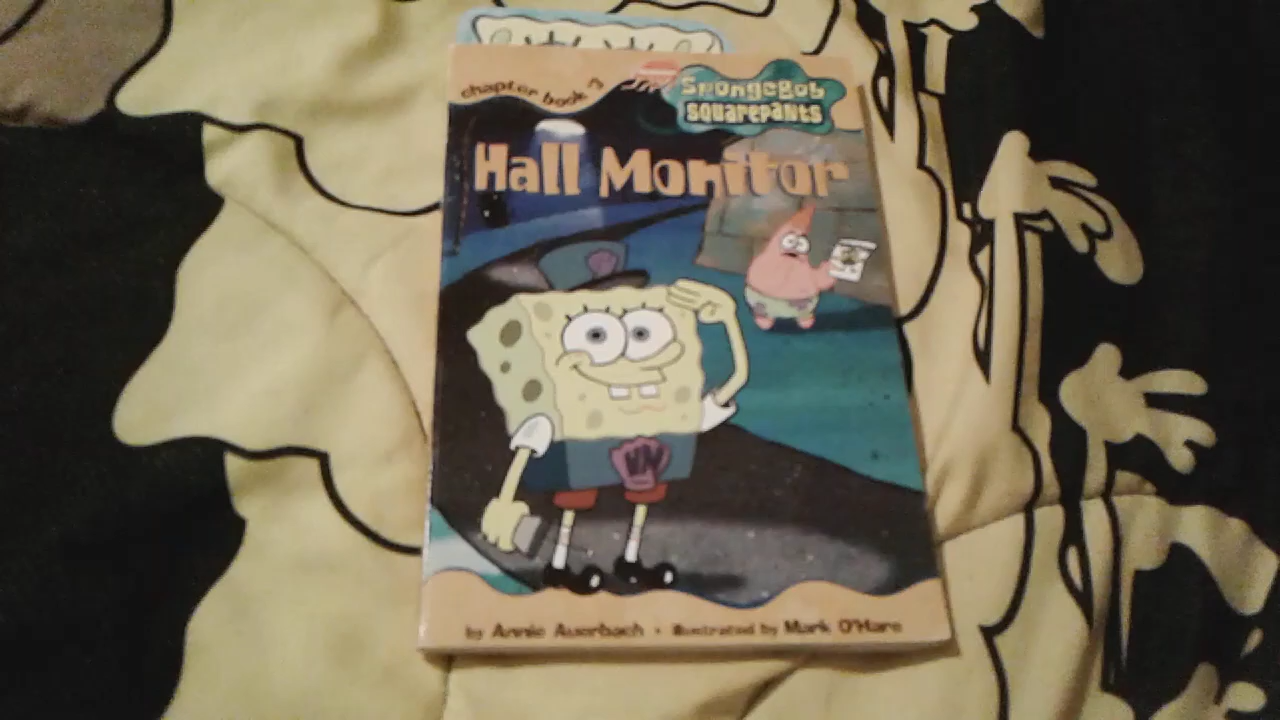 chapter book 3
SpongeBob
squarepants
Hall Monitor
by Annie Auerbach • illustrated by Mark O'Hare